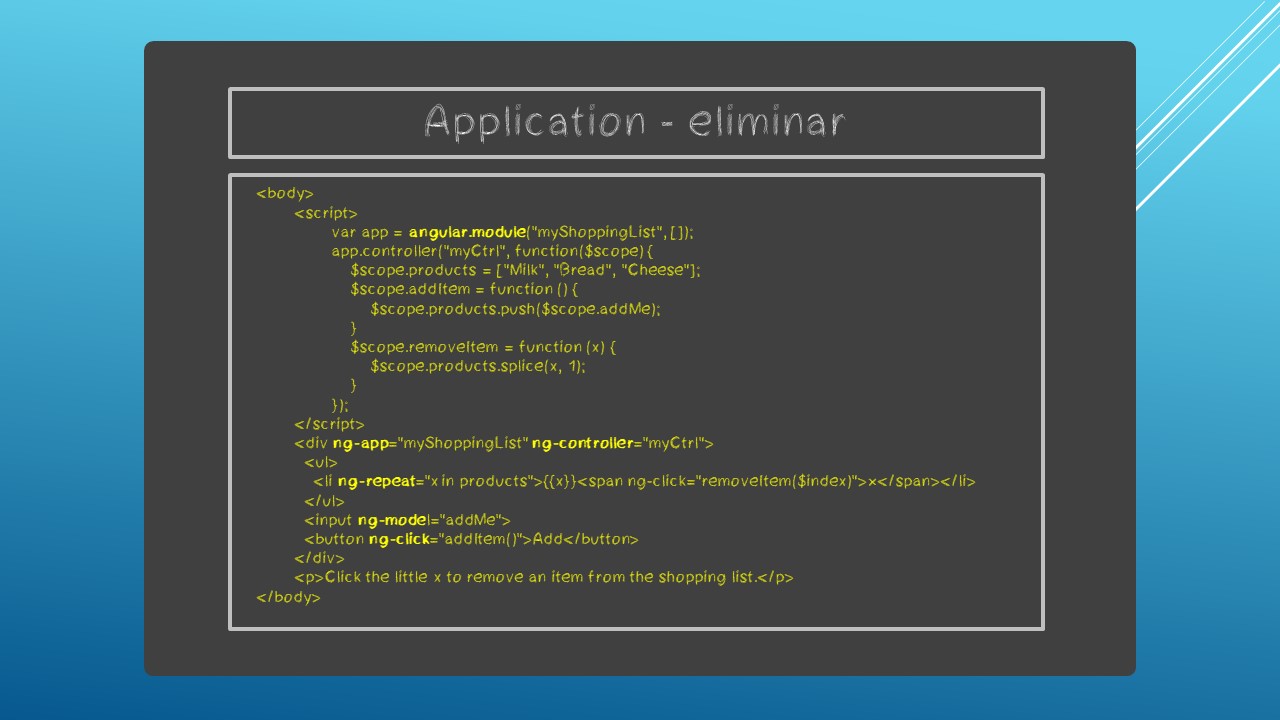 Application - eliminar
<body>
<script>
var app = angular.module("myShoppingList", []);
app.controller("myCtrl", function($scope) {
$scope.products = ["Milk", "Bread", "Cheese"];
$scope.addItem = function () {
$scope.products.push($scope.addMe);
}
$scope.removeItem = function (x) {
$scope.products.splice(x, 1);
}
});
</script>
<div ng-app="myShoppingList" ng-controller="myCtrl">
<ul>
<li ng-repeat="x in products">{{x}}<span ng-click="removeItem($index)">×</span></li>
</ul>
<input ng-model="addMe">
<button ng-click="addItem()">Add</button>
</div>
<p>Click the little x to remove an item from the shopping list.</p>
</body>